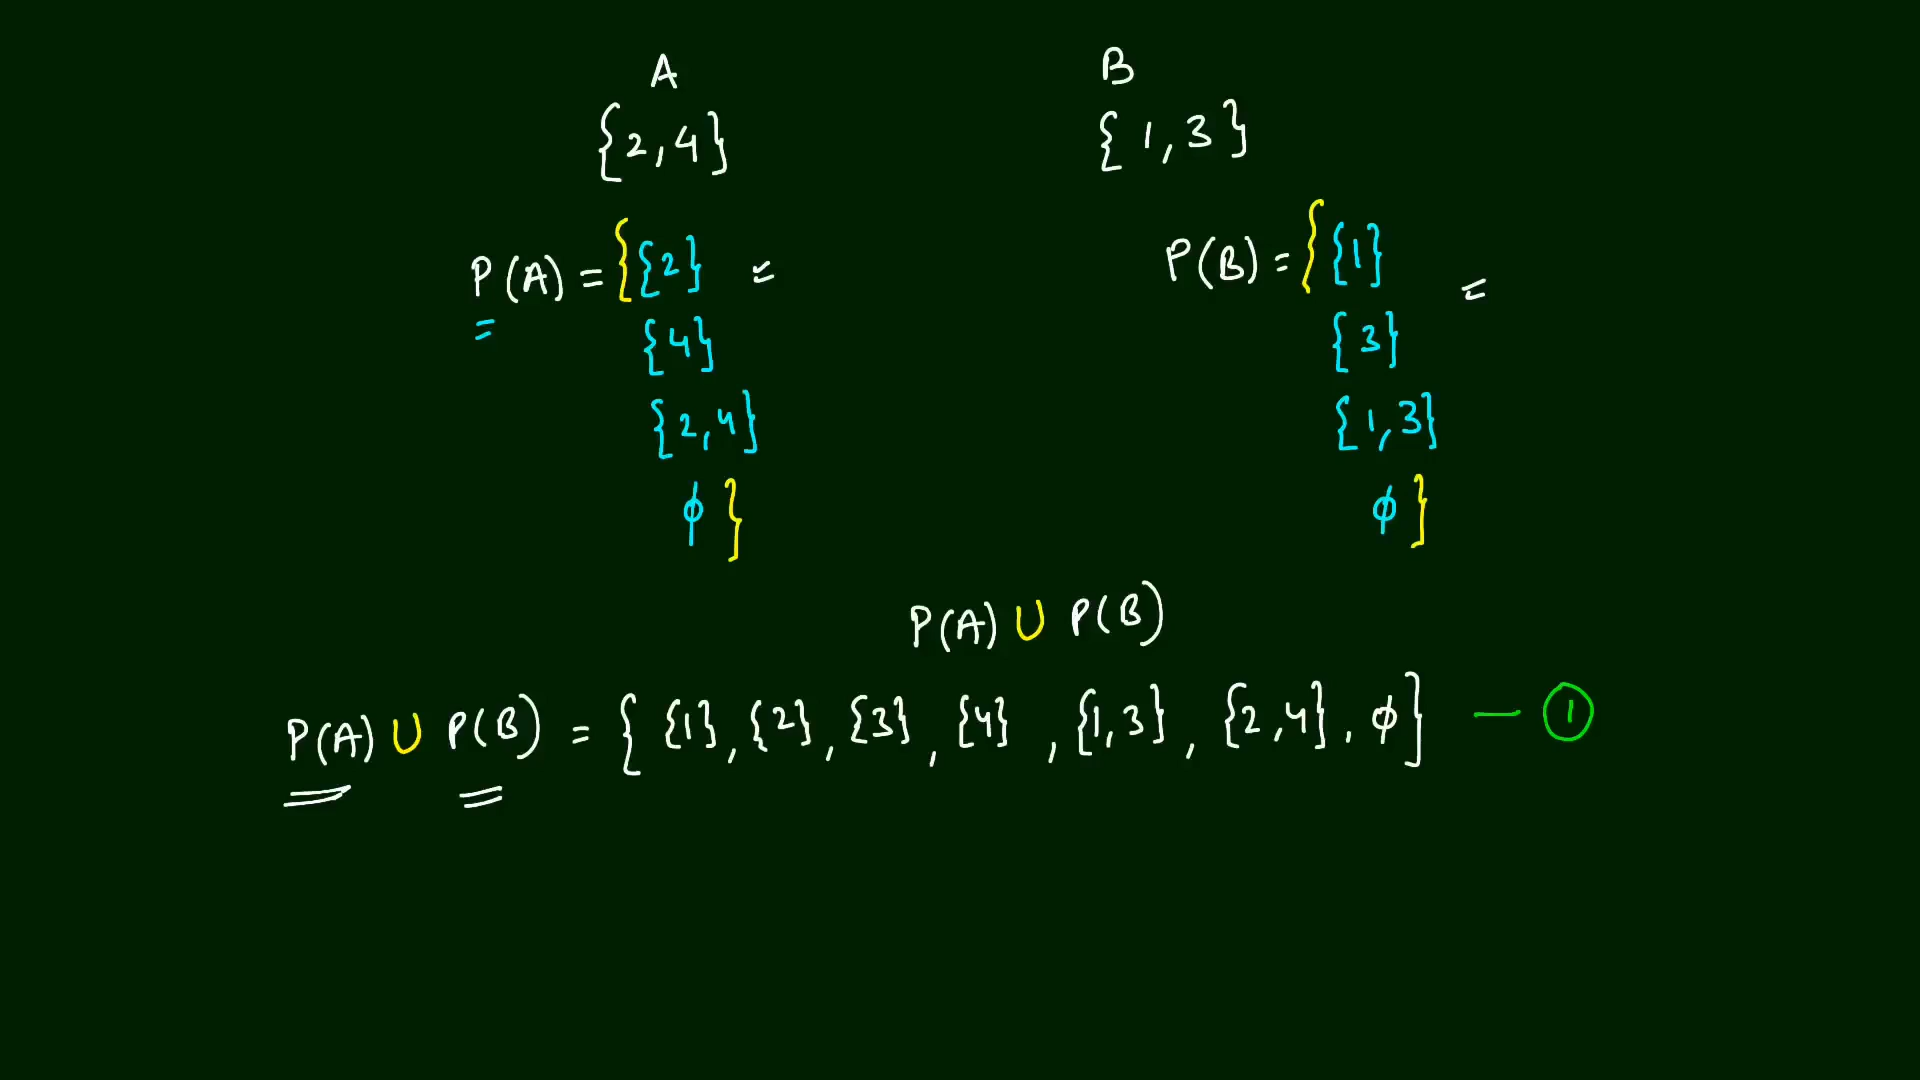 A B
{2,4} { 1,3 }
P(A) = {{2} = P(B) = {{1} =
=
{4} {3}
{2,4} {1,3}
ϕ } ϕ }
P(A) ∪ P(B)
P(A) ∪ P(B) = { {1}, {2}, {3}, {4} , {1,3} , {2,4} , ϕ } — ①